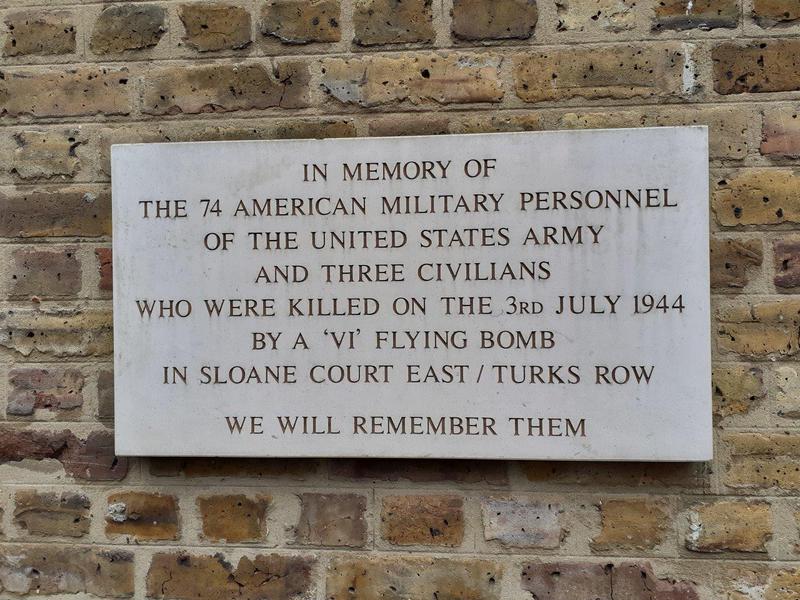 IN MEMORY OF
THE 74 AMERICAN MILITARY PERSONNEL
OF THE UNITED STATES ARMY
AND THREE CIVILIANS
WHO WERE KILLED ON THE 3RD JULY 1944
BY A ‘VI’ FLYING BOMB
IN SLOANE COURT EAST / TURKS ROW
WE WILL REMEMBER THEM